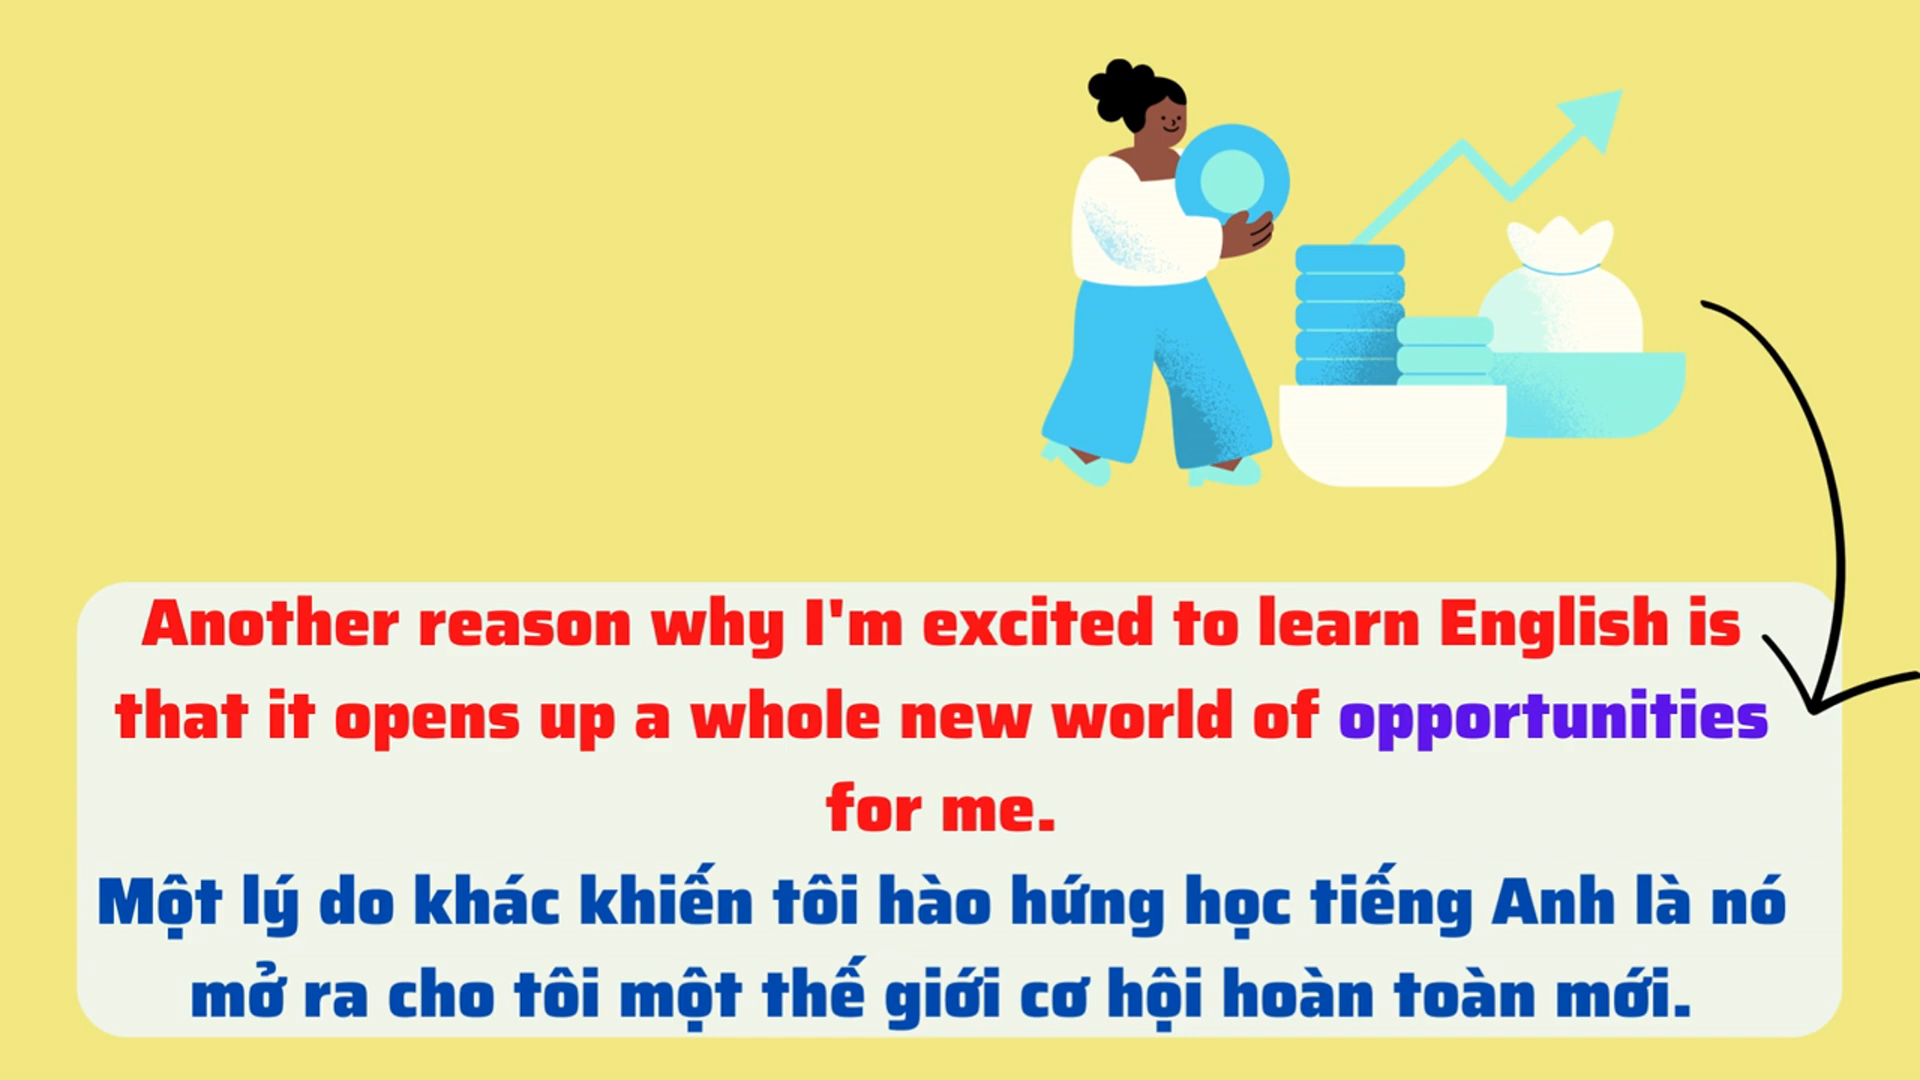 Another reason why I'm excited to learn English is
that it opens up a whole new world of opportunities
for me.
Một lý do khác khiến tôi hào hứng học tiếng Anh là nó
mở ra cho tôi một thế giới cơ hội hoàn toàn mới.